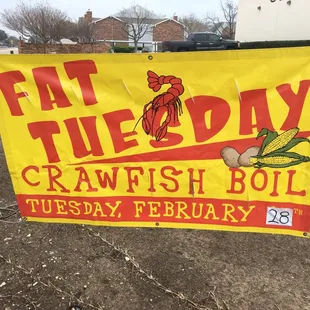 FAT
TUESDAY
CRAWFISH BOIL
TUESDAY, FEBRUARY 28TH